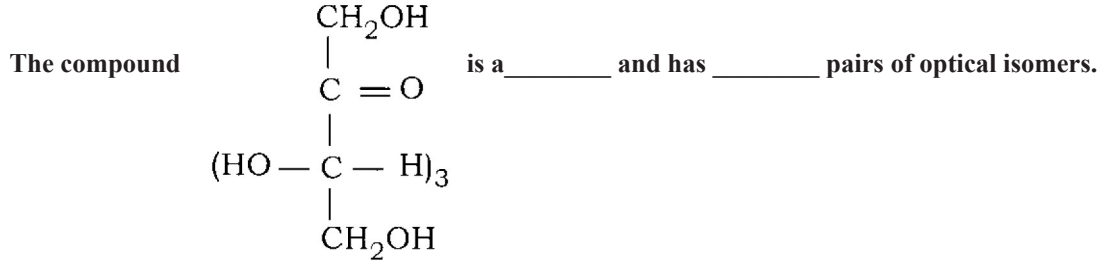 CH₂OH
The compound is a________ and has ________ pairs of optical isomers.
C = O
(HO — C — H)₃
CH₂OH